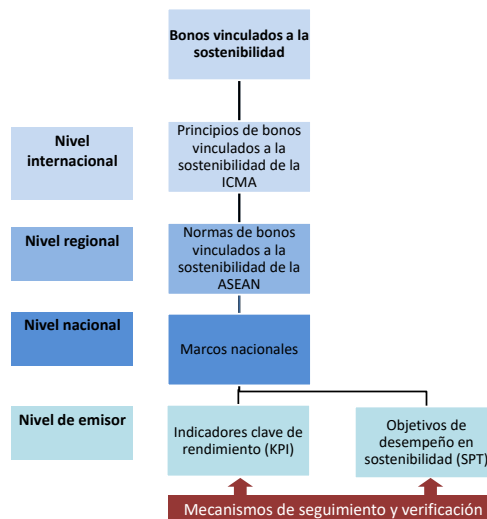 Bonos vinculados a la
sostenibilidad
Nivel
internacional
Principios de bonos
vinculados a la
sostenibilidad de la
ICMA
Nivel regional
Normas de bonos
vinculados a la
sostenibilidad de la
ASEAN
Nivel nacional
Marcos nacionales
Nivel de emisor
Indicadores clave de
rendimiento (KPI)
Objetivos de
desempeño en
sostenibilidad (SPT)
Mecanismos de seguimiento y verificación